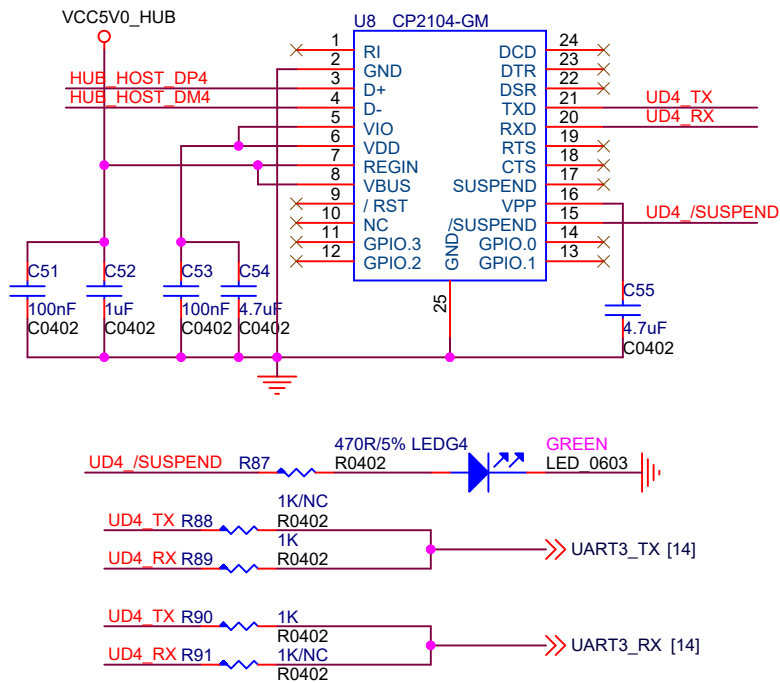 VCC5V0_HUB
U8 CP2104-GM
1 RI DCD 24
2 GND DTR 23
HUB_HOST_DP4 3 D+ DSR 22
HUB_HOST_DM4 4 D- TXD 21 UD4_TX
5 VIO RXD 20 UD4_RX
6 VDD RTS 19
7 REGIN CTS 18
8 VBUS SUSPEND 17
9 / RST VPP 16
10 NC /SUSPEND 15 UD4_/SUSPEND
11 GPIO.3 GPIO.0 14
12 GPIO.2 GPIO.1 13
GND
25
C51
100nF
C0402
C52
1uF
C0402
C53
100nF
C0402
C54
4.7uF
C0402
C55
4.7uF
C0402
470R/5% LEDG4 GREEN
UD4_/SUSPEND R87 R0402 LED_0603
1K/NC
UD4_TX R88 R0402
1K
UD4_RX R89 R0402
UART3_TX [14]
UD4_TX R90 1K
R0402
UD4_RX R91 1K/NC
R0402
UART3_RX [14]